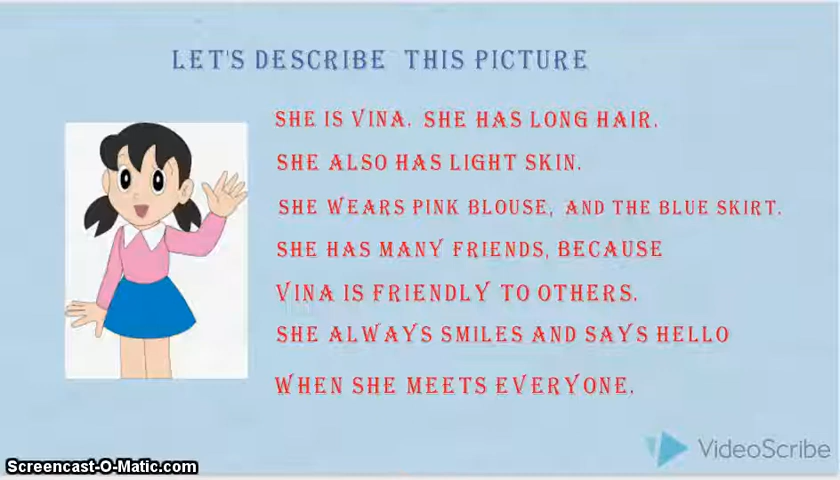 LET'S DESCRIBE THIS PICTURE
SHE IS VINA. SHE HAS LONG HAIR.
SHE ALSO HAS LIGHT SKIN.
SHE WEARS PINK BLOUSE, AND THE BLUE SKIRT.
SHE HAS MANY FRIENDS, BECAUSE
VINA IS FRIENDLY TO OTHERS.
SHE ALWAYS SMILES AND SAYS HELLO
WHEN SHE MEETS EVERYONE.
VideoScribe
Screencast-O-Matic.com